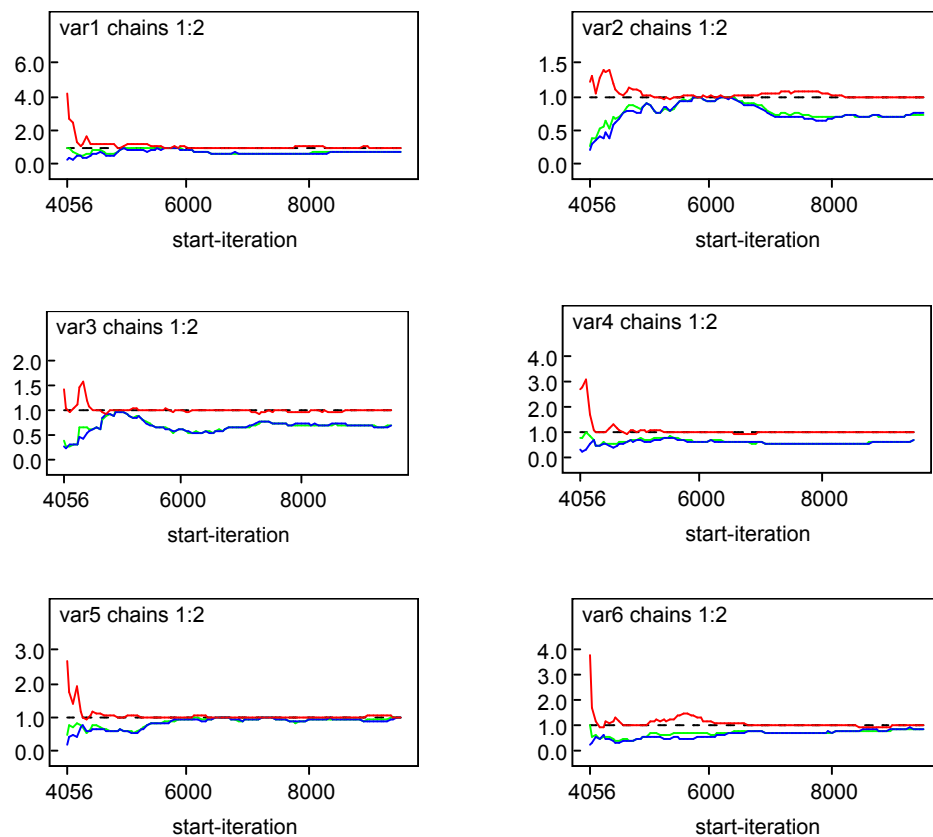 var1 chains 1:2
6.0
4.0
2.0
0.0
4056 6000 8000
start-iteration
var2 chains 1:2
1.5
1.0
0.5
0.0
4056 6000 8000
start-iteration
var3 chains 1:2
2.0
1.5
1.0
0.5
0.0
4056 6000 8000
start-iteration
var4 chains 1:2
4.0
3.0
2.0
1.0
0.0
4056 6000 8000
start-iteration
var5 chains 1:2
3.0
2.0
1.0
0.0
4056 6000 8000
start-iteration
var6 chains 1:2
4.0
3.0
2.0
1.0
0.0
4056 6000 8000
start-iteration